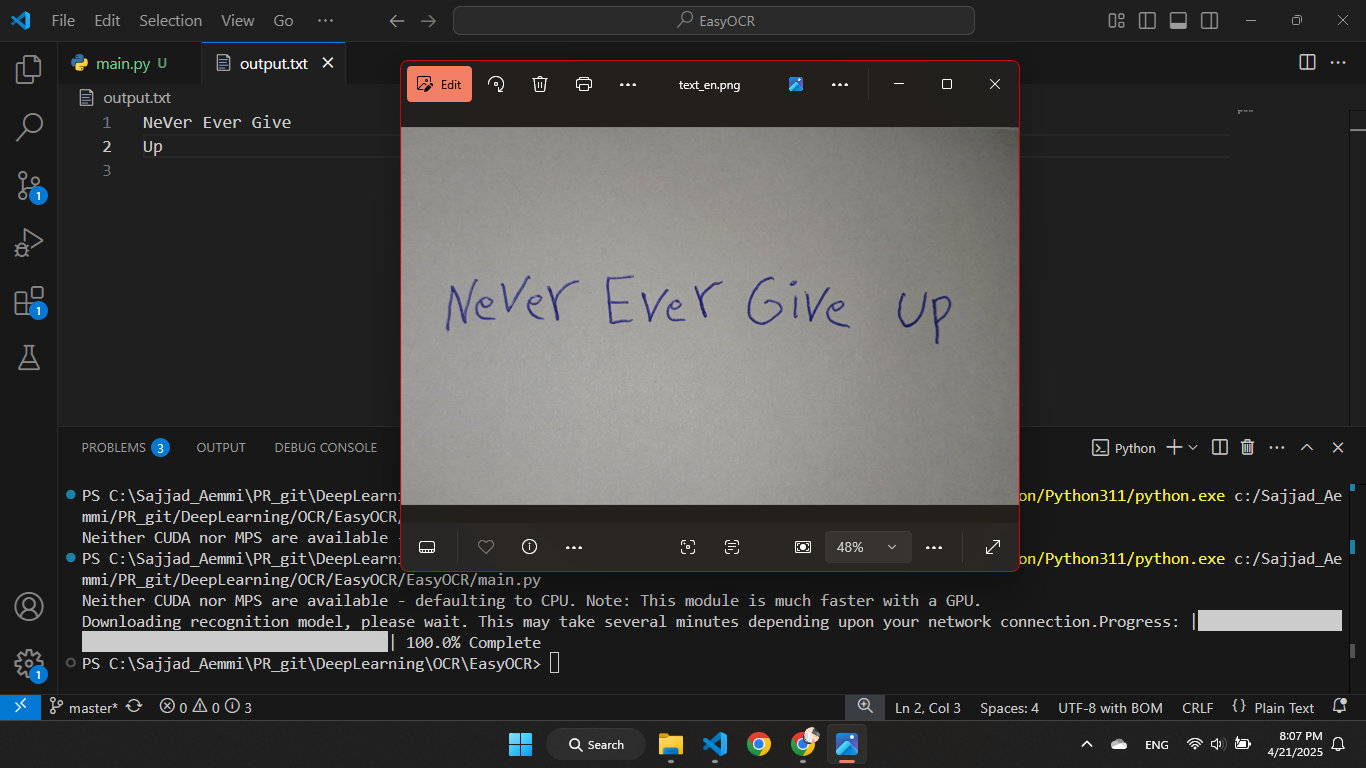 File Edit Selection View Go ··· EasyOCR
main.py U output.txt
Edit text_en.png
output.txt
1 NeVer Ever Give
2 Up
3
NeVer Ever Give Up
1
1
PROBLEMS 3 OUTPUT DEBUG CONSOLE Python
PS C:\Sajjad_Aemmi\PR_git\DeepLearni on/Python311/python.exe c:/Sajjad_Ae
mmi/PR_git/DeepLearning/OCR/EasyOCR/
Neither CUDA nor MPS are available -
48%
PS C:\Sajjad_Aemmi\PR_git\DeepLearni on/Python311/python.exe c:/Sajjad_Ae
mmi/PR_git/DeepLearning/OCR/EasyOCR/EasyOCR/main.py
Neither CUDA nor MPS are available - defaulting to CPU. Note: This module is much faster with a GPU.
Downloading recognition model, please wait. This may take several minutes depending upon your network connection.Progress: |
| 100.0% Complete
PS C:\Sajjad_Aemmi\PR_git\DeepLearning\OCR\EasyOCR>
1
master* 0 0 3 Ln 2, Col 3 Spaces: 4 UTF-8 with BOM CRLF {} Plain Text
Search ENG 8:07 PM
4/21/2025